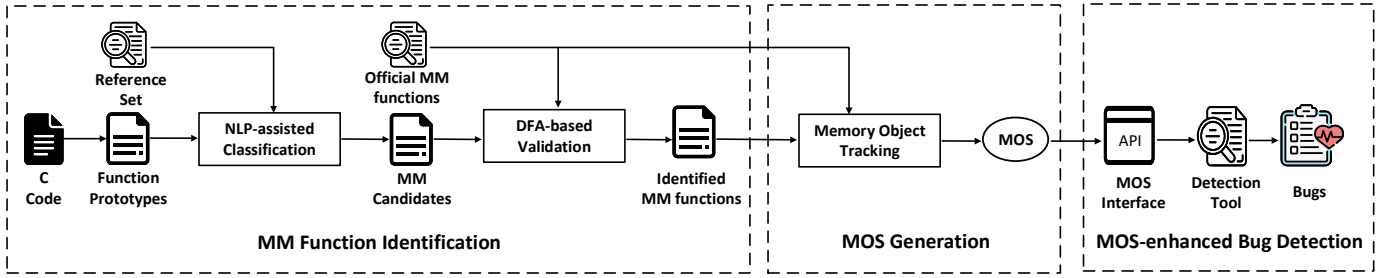 Reference
Set
Official MM
functions
C
Code
Function
Prototypes
NLP-assisted
Classification
MM
Candidates
DFA-based
Validation
Identified
MM functions
MM Function Identification
Memory Object
Tracking
MOS
MOS Generation
API
MOS
Interface
Detection
Tool
Bugs
MOS-enhanced Bug Detection